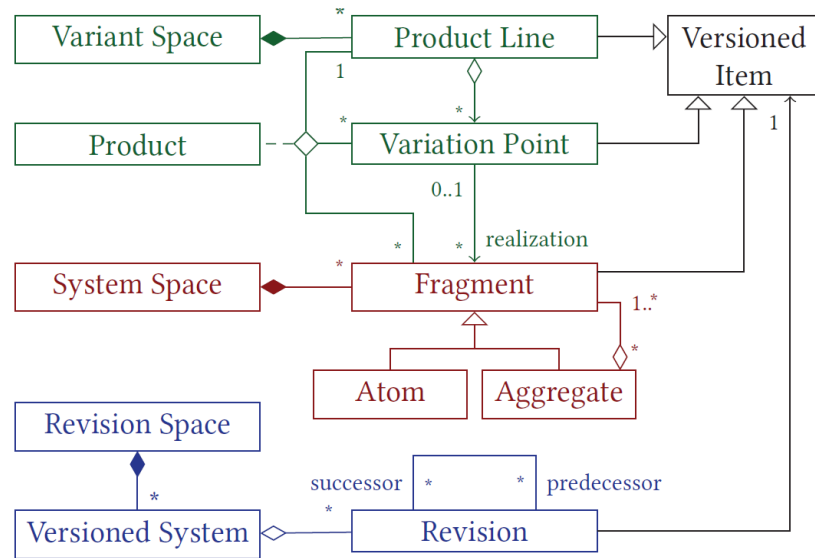 Variant Space
*
Product Line
Versioned
Item
1
*
1
Product
*
Variation Point
0..1
*
*
realization
System Space
*
Fragment
1..*
*
Atom
Aggregate
Revision Space
*
successor
*
*
predecessor
Versioned System
*
Revision